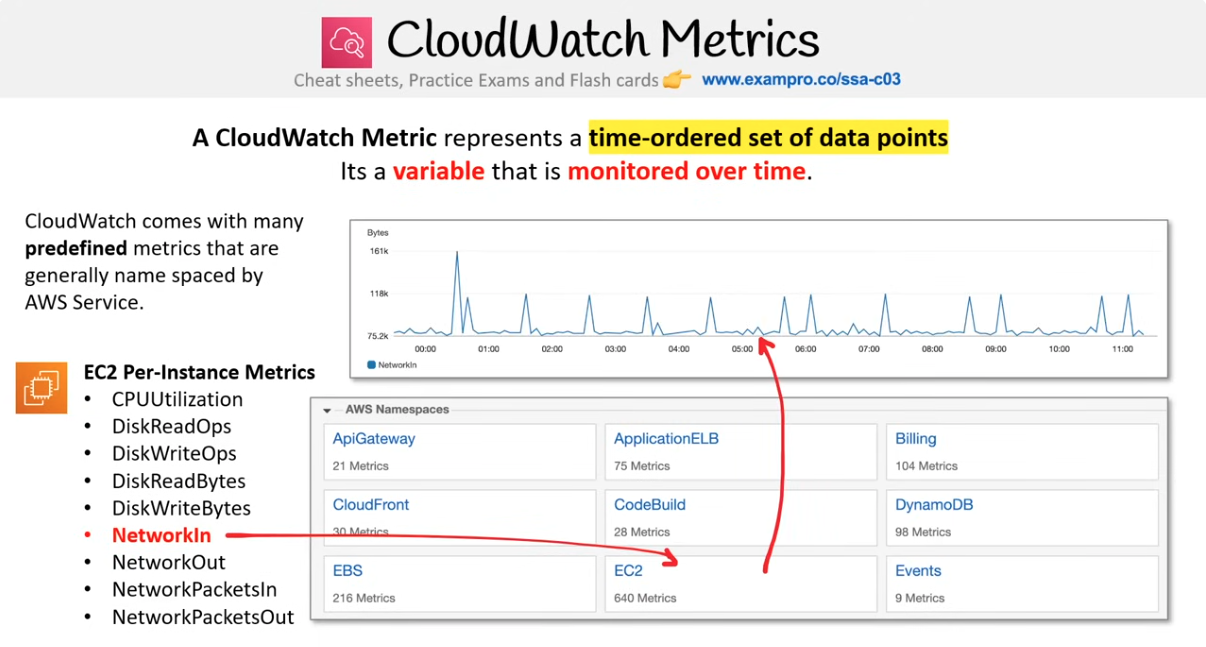 CloudWatch Metrics
Cheat sheets, Practice Exams and Flash cards 👉 www.exampro.co/ssa-c03
A CloudWatch Metric represents a time-ordered set of data points
Its a variable that is monitored over time.
CloudWatch comes with many
predefined metrics that are
generally name spaced by
AWS Service.
Bytes
161k
118k
75.2k
00:00 01:00 02:00 03:00 04:00 05:00 06:00 07:00 08:00 09:00 10:00 11:00
NetworkIn
EC2 Per-Instance Metrics
• CPUUtilization
• DiskReadOps
• DiskWriteOps
• DiskReadBytes
• DiskWriteBytes
• NetworkIn
• NetworkOut
• NetworkPacketsIn
• NetworkPacketsOut
AWS Namespaces
ApiGateway
21 Metrics
ApplicationELB
75 Metrics
Billing
104 Metrics
CloudFront
30 Metrics
CodeBuild
28 Metrics
DynamoDB
98 Metrics
EBS
216 Metrics
EC2
640 Metrics
Events
9 Metrics